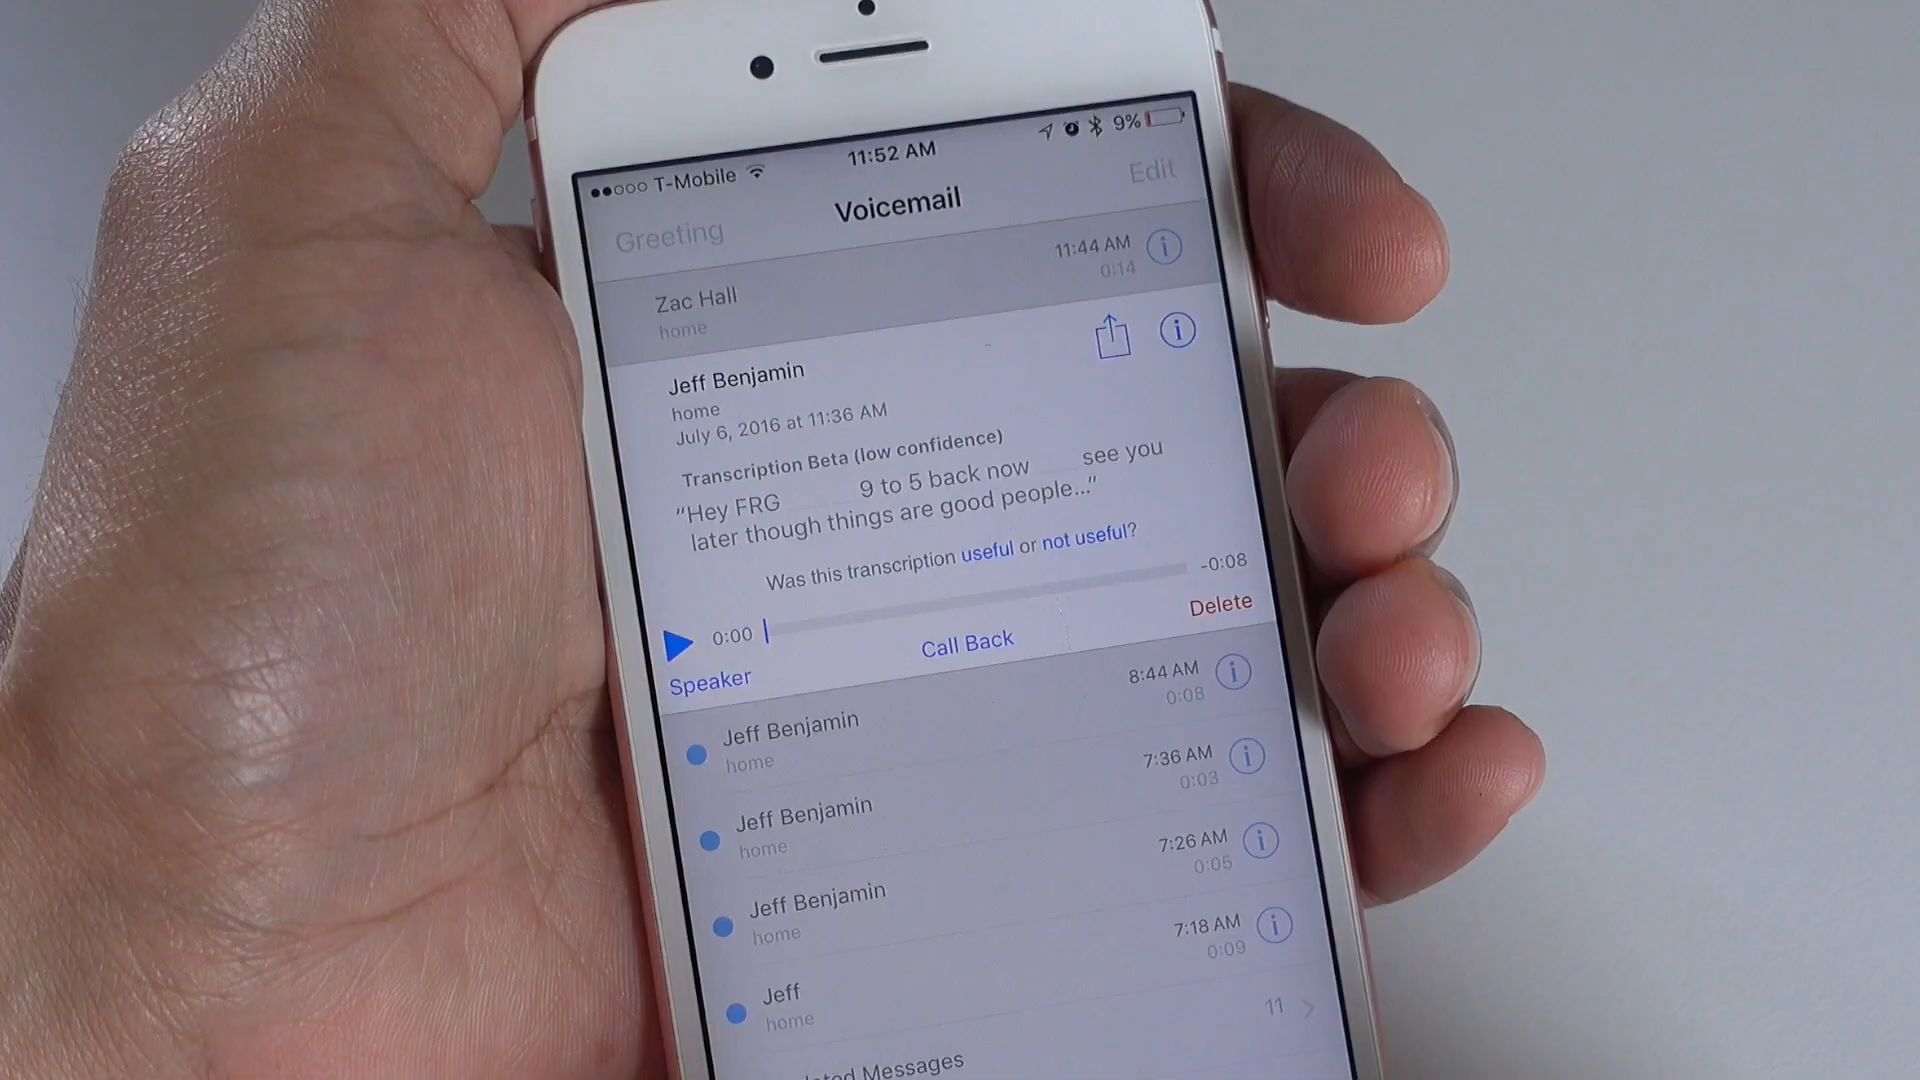 T-Mobile 11:52 AM 9%
Greeting Voicemail Edit
Zac Hall 11:44 AM
home 0:14
Jeff Benjamin
home
July 6, 2016 at 11:36 AM
Transcription Beta (low confidence)
“Hey FRG 9 to 5 back now see you
later though things are good people...”
Was this transcription useful or not useful?
0:00 -0:08
Speaker Call Back Delete
Jeff Benjamin 8:44 AM
home 0:08
Jeff Benjamin 7:36 AM
home 0:03
Jeff Benjamin 7:26 AM
home 0:05
Jeff 7:18 AM
home 0:09
Messages 11